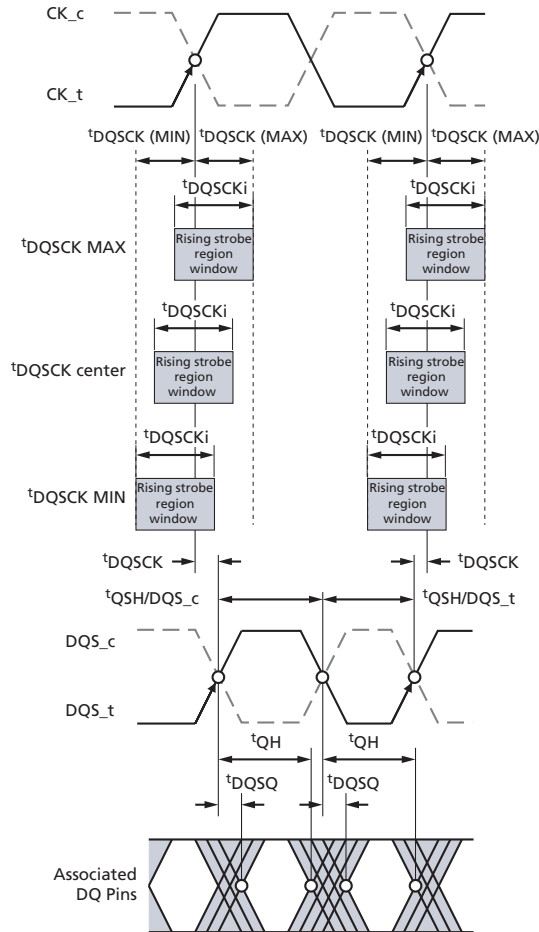 CK_c
CK_t
tDQSCK (MIN) tDQSCK (MAX) tDQSCK (MIN) tDQSCK (MAX)
tDQSCKi tDQSCKi
tDQSCK MAX
Rising strobe
region
window
Rising strobe
region
window
tDQSCKi tDQSCKi
tDQSCK center
Rising strobe
region
window
Rising strobe
region
window
tDQSCKi tDQSCKi
tDQSCK MIN
Rising strobe
region
window
Rising strobe
region
window
tDQSCK tDQSCK
tQSH/DQS_c tQSH/DQS_t
DQS_c
DQS_t
tQH tQH
tDQSQ tDQSQ
Associated
DQ Pins